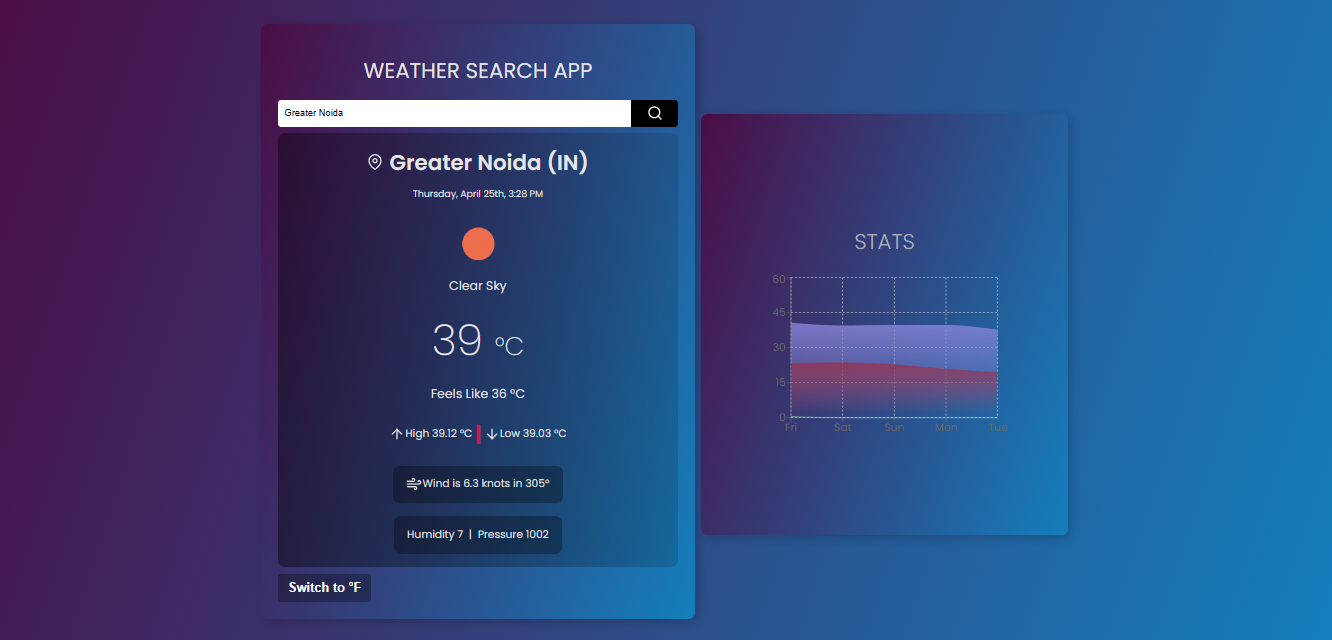 WEATHER SEARCH APP
Greater Noida
Greater Noida (IN)
Thursday, April 25th, 3:28 PM
Clear Sky
39 °C
Feels Like 36 °C
High 39.12 °C Low 39.03 °C
Wind is 6.3 knots in 305°
Humidity 7 | Pressure 1002
Switch to °F
STATS
60
45
30
15
0
Fri Sat Sun Mon Tue